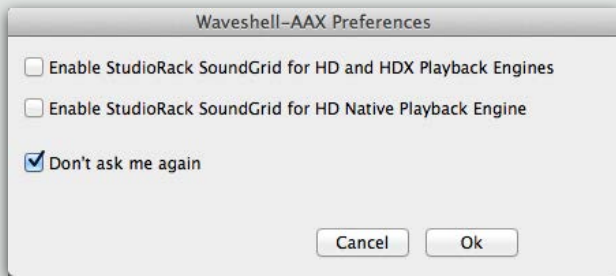 Waveshell-AAX Preferences
Enable StudioRack SoundGrid for HD and HDX Playback Engines
Enable StudioRack SoundGrid for HD Native Playback Engine
Don't ask me again
Cancel Ok